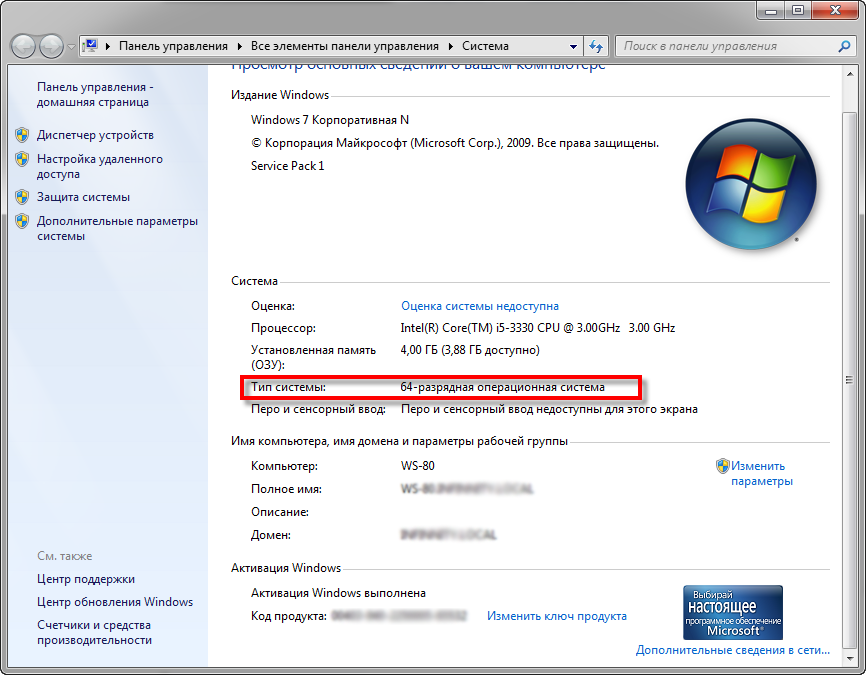 Панель управления
Все элементы панели управления
Система
Поиск в панели управления
Панель управления -
домашняя страница
Диспетчер устройств
Настройка удаленного
доступа
Защита системы
Дополнительные параметры
системы
См. также
Центр поддержки
Центр обновления Windows
Счетчики и средства
производительности
Просмотр основных сведений о вашем компьютере
Издание Windows
Windows 7 Корпоративная N
© Корпорация Майкрософт (Microsoft Corp.), 2009. Все права защищены.
Service Pack 1
Система
Оценка: Оценка системы недоступна
Процессор: Intel(R) Core(TM) i5-3330 CPU @ 3.00GHz 3.00 GHz
Установленная память 4,00 ГБ (3,88 ГБ доступно)
(ОЗУ):
Тип системы: 64-разрядная операционная система
Перо и сенсорный ввод: Перо и сенсорный ввод недоступны для этого экрана
Имя компьютера, имя домена и параметры рабочей группы
Компьютер: WS-80
Изменить
параметры
Полное имя:
Описание:
Домен:
Активация Windows
Активация Windows выполнена
Код продукта:
Изменить ключ продукта
Выбирай
настоящее
программное обеспечение
Microsoft®
Дополнительные сведения в сети...